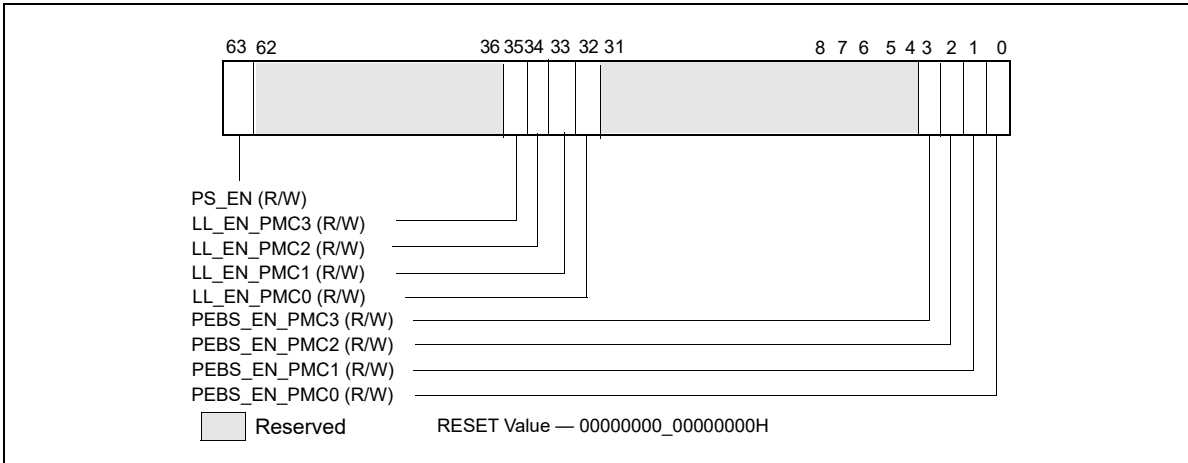 63 62 36 35 34 33 32 31 8 7 6 5 4 3 2 1 0
PS_EN (R/W)
LL_EN_PMC3 (R/W)
LL_EN_PMC2 (R/W)
LL_EN_PMC1 (R/W)
LL_EN_PMC0 (R/W)
PEBS_EN_PMC3 (R/W)
PEBS_EN_PMC2 (R/W)
PEBS_EN_PMC1 (R/W)
PEBS_EN_PMC0 (R/W)
Reserved RESET Value — 00000000_00000000H